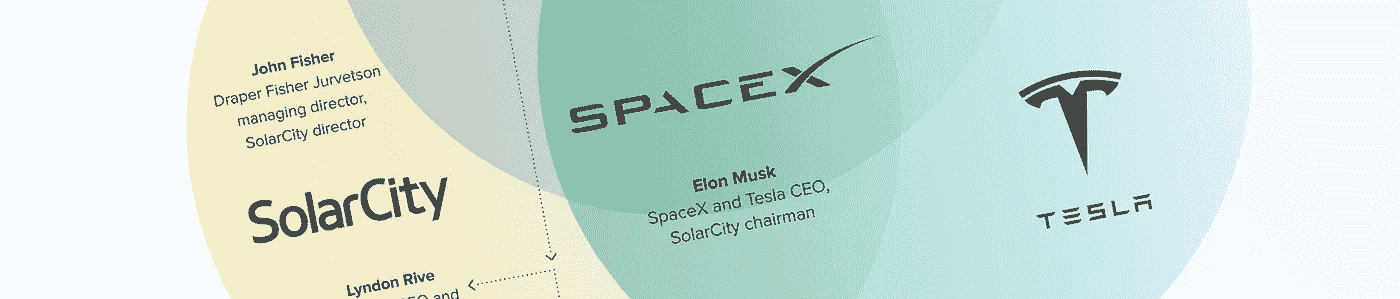 John Fisher
Draper Fisher Jurvetson
managing director,
SolarCity director
SolarCity
Lyndon Rive
and
SPACEX
Elon Musk
SpaceX and Tesla CEO,
SolarCity chairman
TESLA